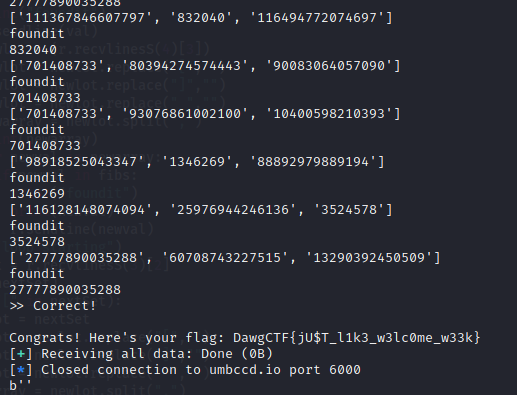 27777890035288
['111367846607797', '832040', '116494772074697']
foundit
832040
['701408733', '80394274574443', '90083064057090']
foundit
701408733
['701408733', '93076861002100', '10400598210393']
foundit
701408733
['98918525043347', '1346269', '88892979889194']
foundit
1346269
['116128148074094', '25976944246136', '3524578']
foundit
3524578
['27777890035288', '60708743227515', '13290392450509']
foundit
27777890035288
>> Correct!
Congrats! Here's your flag: DawgCTF{jU$T_l1k3_w3lc0me_w33k}
[+] Receiving all data: Done (0B)
[*] Closed connection to umbccd.io port 6000
b''